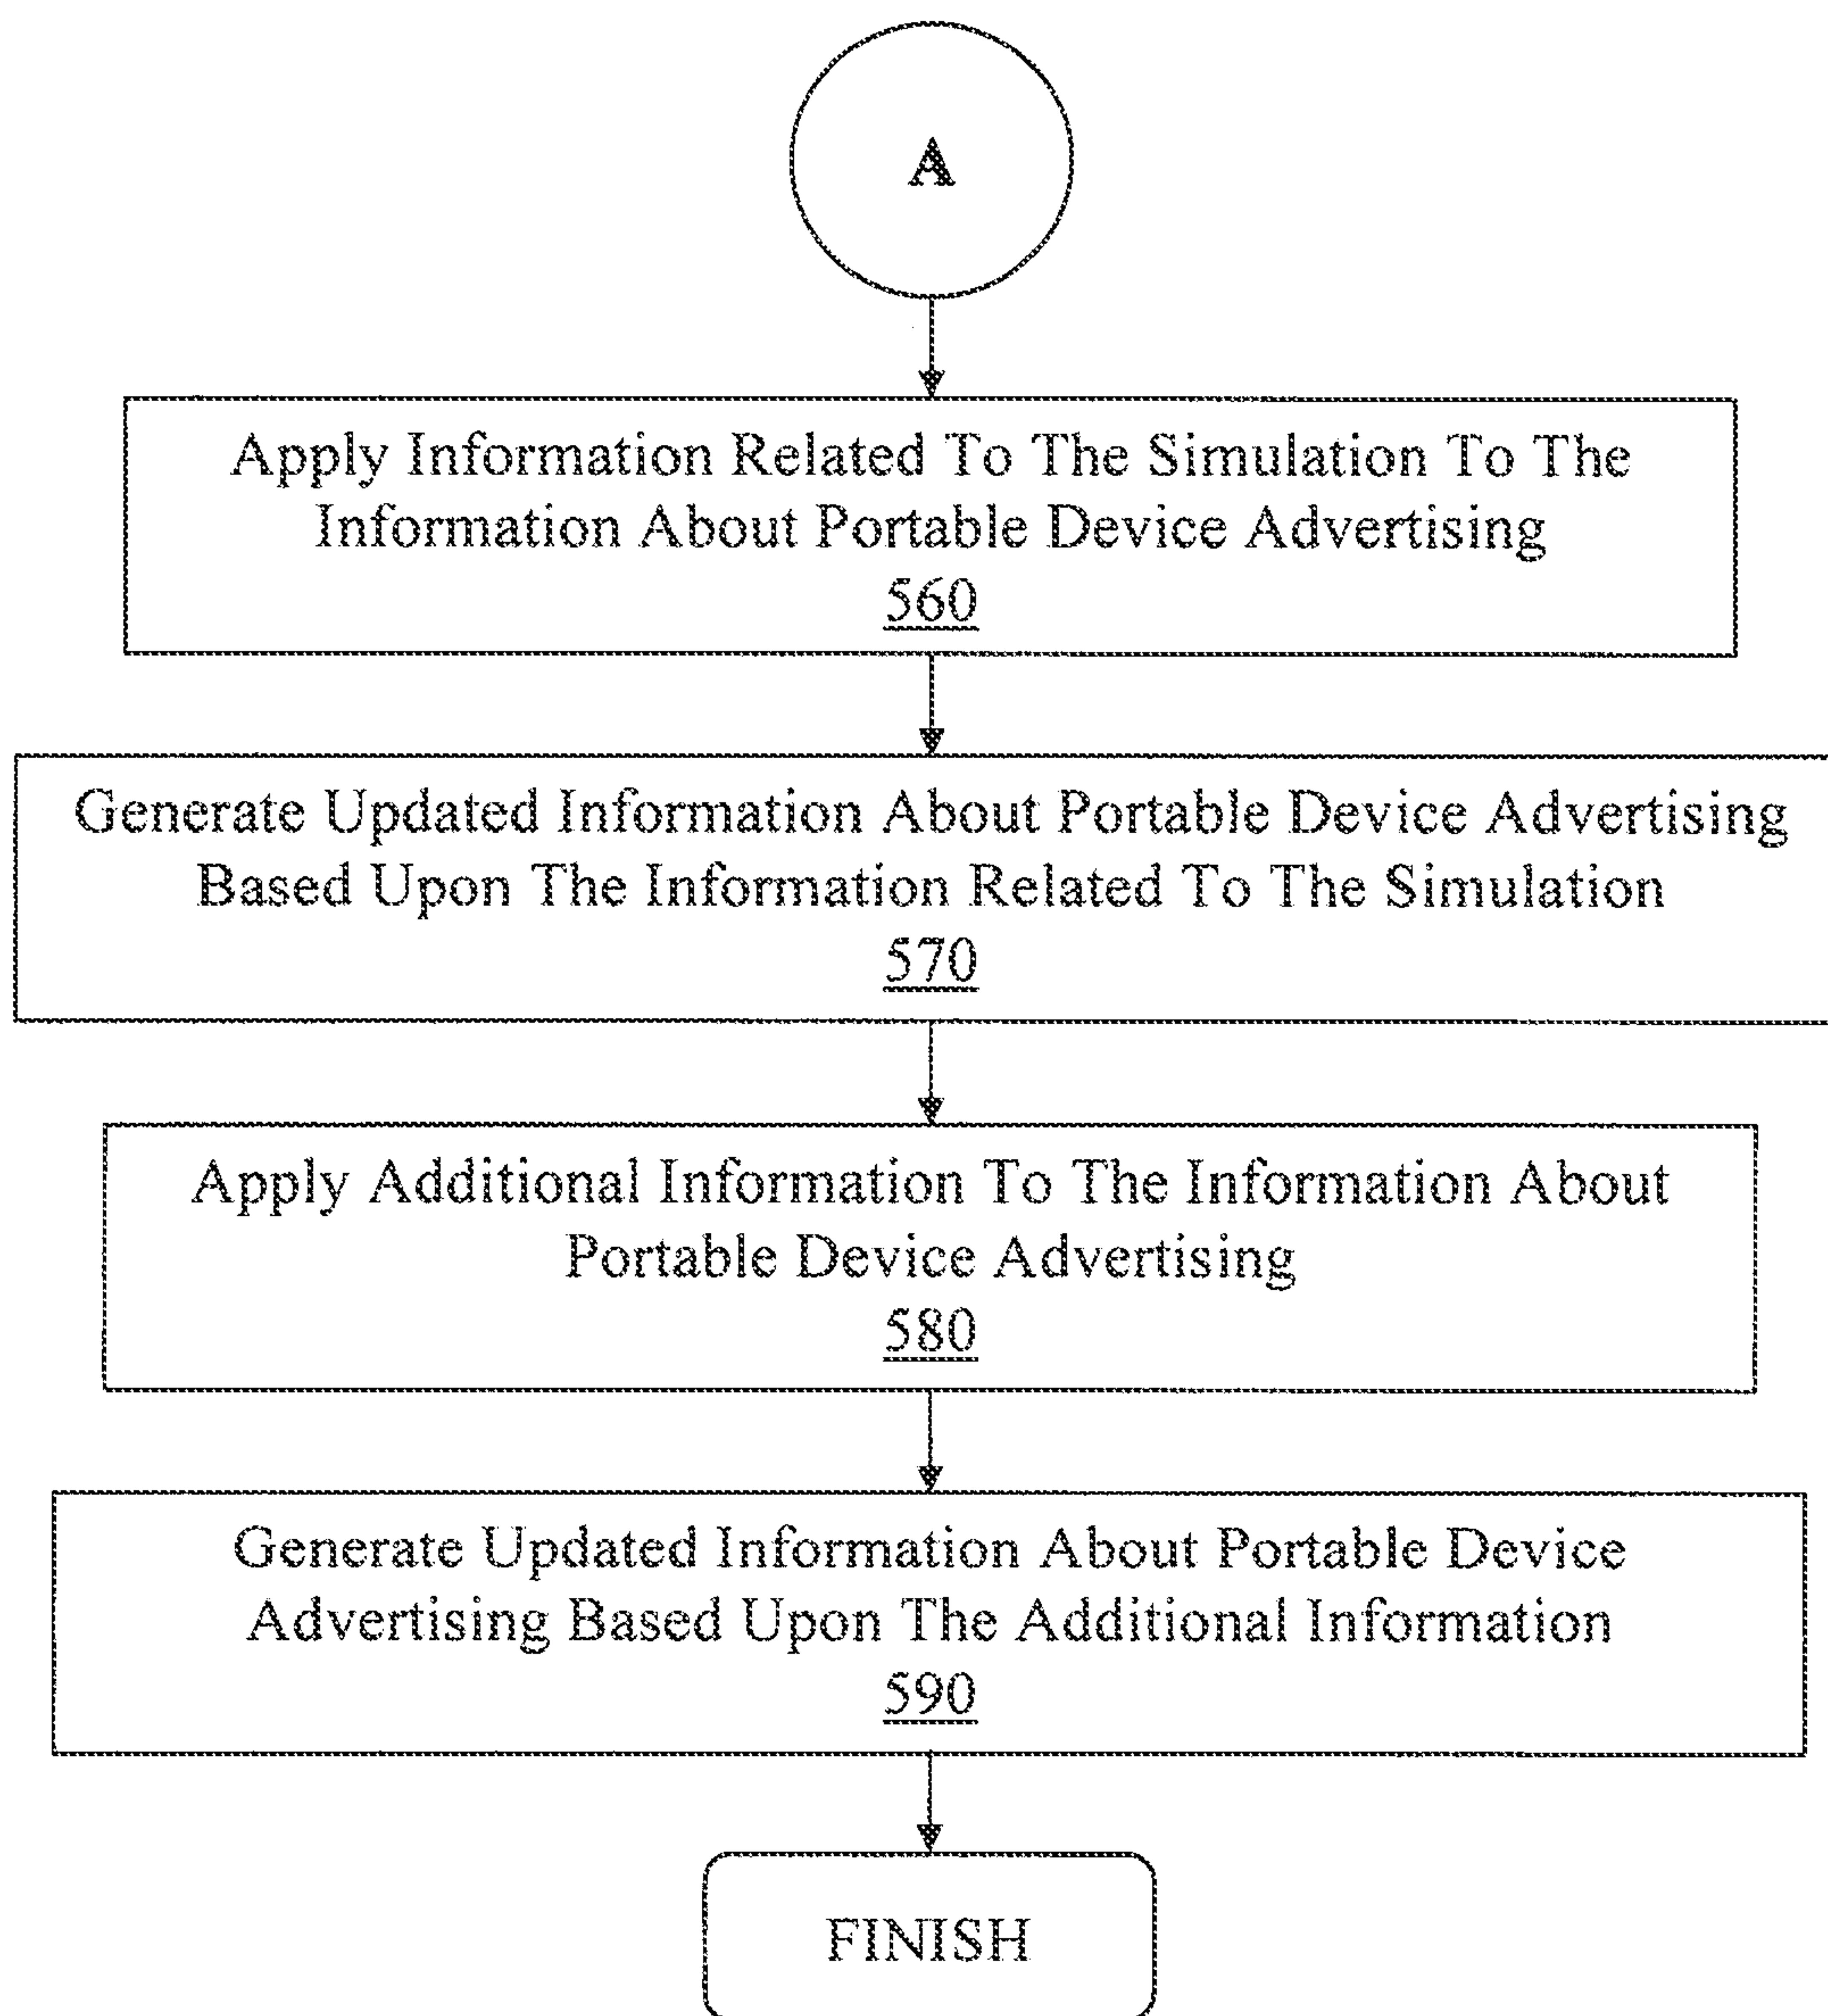 A
Apply Information Related To The Simulation To The
Information About Portable Device Advertising
560
Generate Updated Information About Portable Device Advertising
Based Upon The Information Related To The Simulation
570
Apply Additional Information To The Information About
Portable Device Advertising
580
Generate Updated Information About Portable Device
Advertising Based Upon The Additional Information
590
FINISH